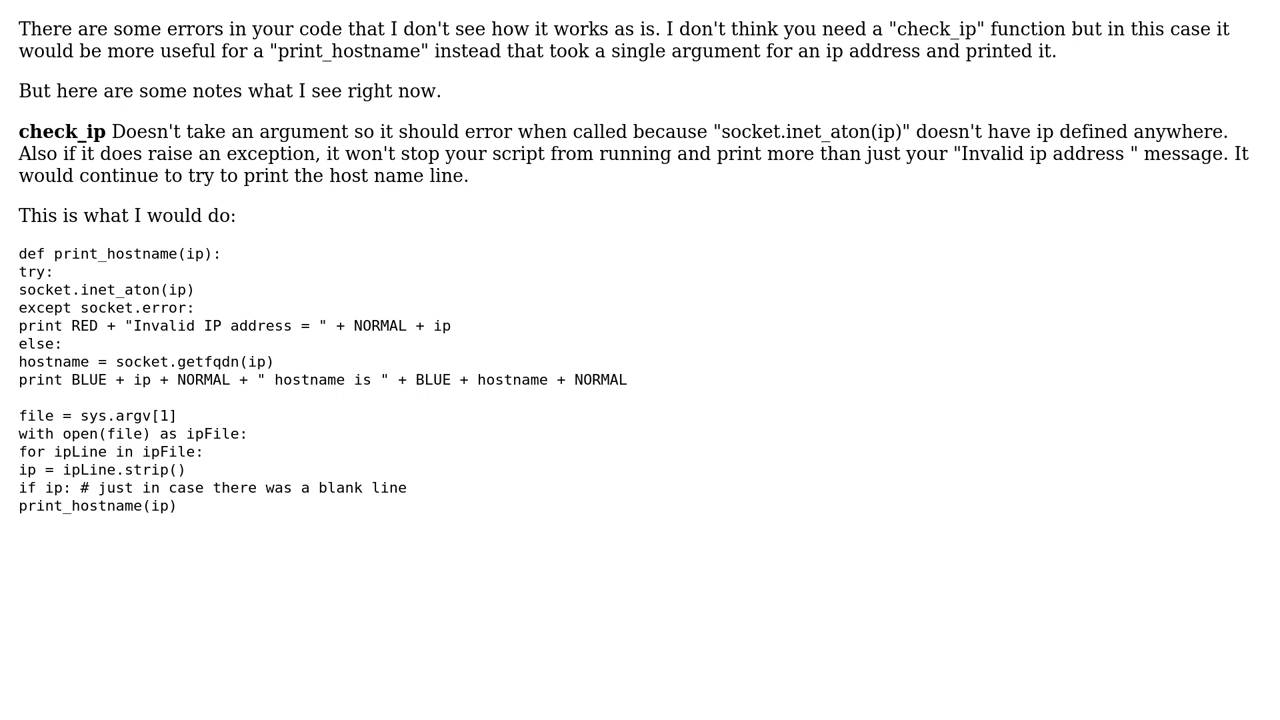 There are some errors in your code that I don't see how it works as is. I don't think you need a "check_ip" function but in this case it
would be more useful for a "print_hostname" instead that took a single argument for an ip address and printed it.
But here are some notes what I see right now.
check_ip Doesn't take an argument so it should error when called because "socket.inet_aton(ip)" doesn't have ip defined anywhere.
Also if it does raise an exception, it won't stop your script from running and print more than just your "Invalid ip address " message. It
would continue to try to print the host name line.
This is what I would do:
def print_hostname(ip):
try:
socket.inet_aton(ip)
except socket.error:
print RED + "Invalid IP address = " + NORMAL + ip
else:
hostname = socket.getfqdn(ip)
print BLUE + ip + NORMAL + " hostname is " + BLUE + hostname + NORMAL
file = sys.argv[1]
with open(file) as ipFile:
for ipLine in ipFile:
ip = ipLine.strip()
if ip: # just in case there was a blank line
print_hostname(ip)